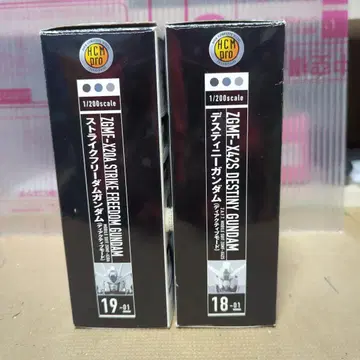 HCM
pro
1/200scale
ZGMF-X20A STRIKE FREEDOM GUNDAM
ストライクフリーダムガンダム
19-01
HCM
pro
1/200scale
ZGMF-X42S DESTINY GUNDAM
デスティニーガンダム
18-01